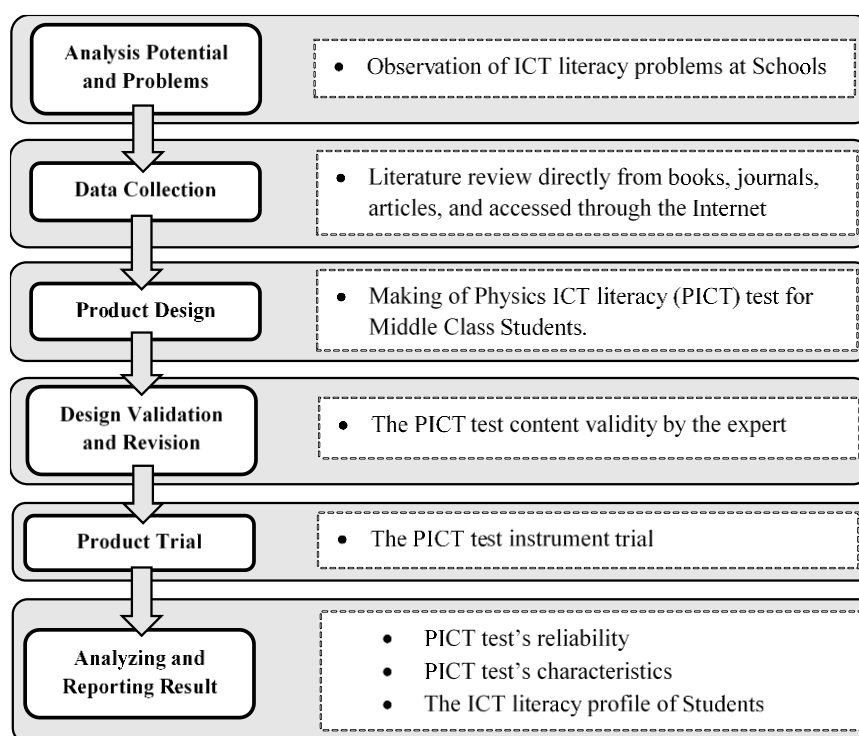 Analysis Potential
and Problems
• Observation of ICT literacy problems at Schools
Data Collection
• Literature review directly from books, journals,
articles, and accessed through the Internet
Product Design
• Making of Physics ICT literacy (PICT) test for
Middle Class Students.
Design Validation
and Revision
• The PICT test content validity by the expert
Product Trial
• The PICT test instrument trial
Analyzing and
Reporting Result
• PICT test's reliability
• PICT test's characteristics
• The ICT literacy profile of Students